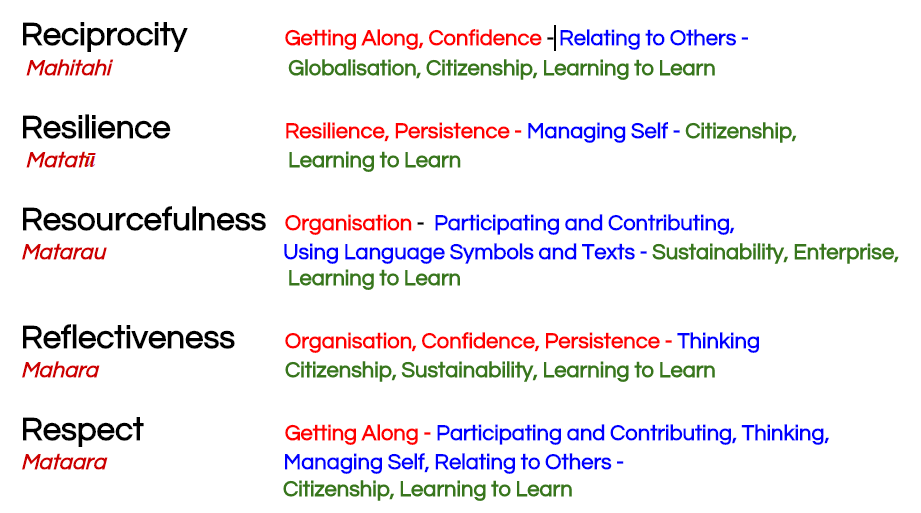 Reciprocity Getting Along, Confidence - Relating to Others -
Mahitahi Globalisation, Citizenship, Learning to Learn
Resilience Resilience, Persistence - Managing Self - Citizenship,
Matatū Learning to Learn
Resourcefulness Organisation - Participating and Contributing,
Matarau Using Language Symbols and Texts - Sustainability, Enterprise,
Learning to Learn
Reflectiveness Organisation, Confidence, Persistence - Thinking
Mahara Citizenship, Sustainability, Learning to Learn
Respect Getting Along - Participating and Contributing, Thinking,
Mataara Managing Self, Relating to Others -
Citizenship, Learning to Learn